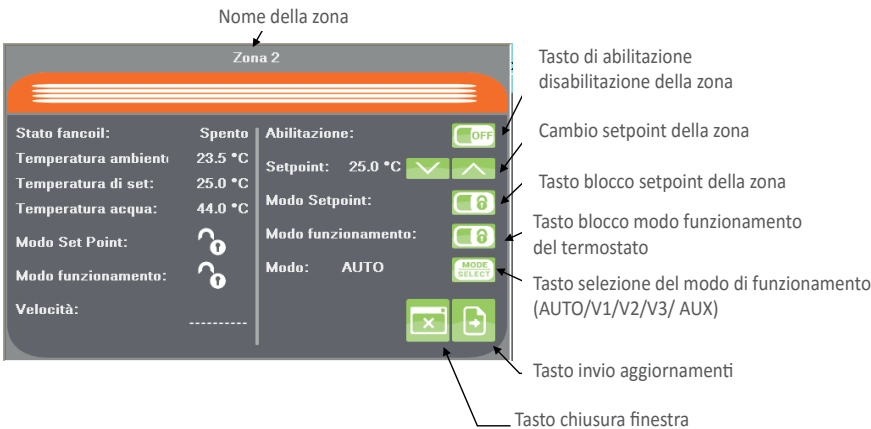 Nome della zona
Zona 2
Stato fancoil: Spento
Temperatura ambient 23.5 °C
Temperatura di set: 25.0 °C
Temperatura acqua: 44.0 °C
Modo Set Point:
Modo funzionamento:
Velocità: ----------
Abilitazione: OFF
Setpoint: 25.0 °C
Modo Setpoint:
Modo funzionamento:
Modo: AUTO MODE
SELECT
Tasto di abilitazione
disabilitazione della zona
Cambio setpoint della zona
Tasto blocco setpoint della zona
Tasto blocco modo funzionamento
del termostato
Tasto selezione del modo di funzionamento
(AUTO/V1/V2/V3/ AUX)
Tasto invio aggiornamenti
Tasto chiusura finestra